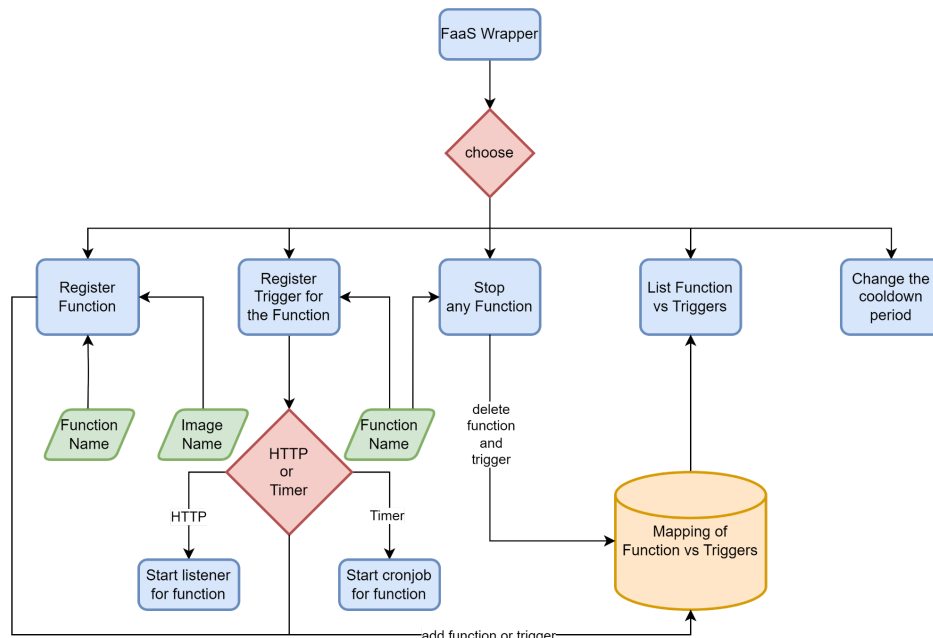 FaaS Wrapper
choose
Register
Function
Register
Trigger for
the Function
Stop
any Function
List Function
vs Triggers
Change the
cooldown
period
Function
Name
Image
Name
Function
Name
delete
function
and
trigger
HTTP
or
Timer
HTTP
Timer
Mapping of
Function vs Triggers
Start listener
for function
Start cronjob
for function
add function or trigger